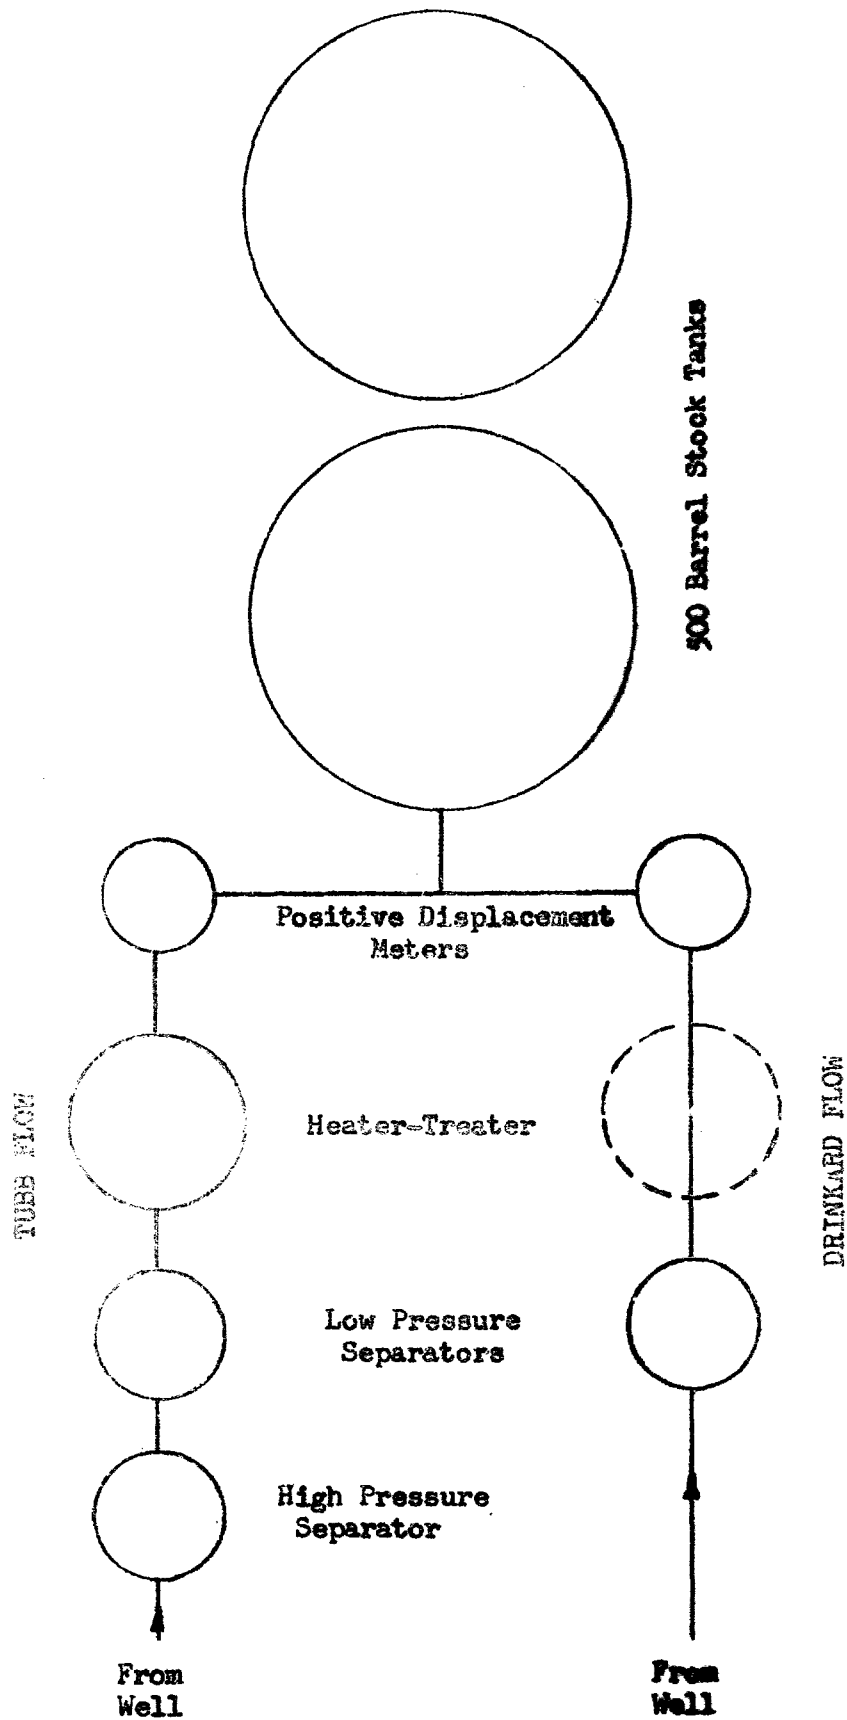 500 Barrel Stock Tanks
Positive Displacement
Meters
TUBB FLOW
Heater-Treater
DRINKARD FLOW
Low Pressure
Separators
High Pressure
Separator
From
Well
From
Well